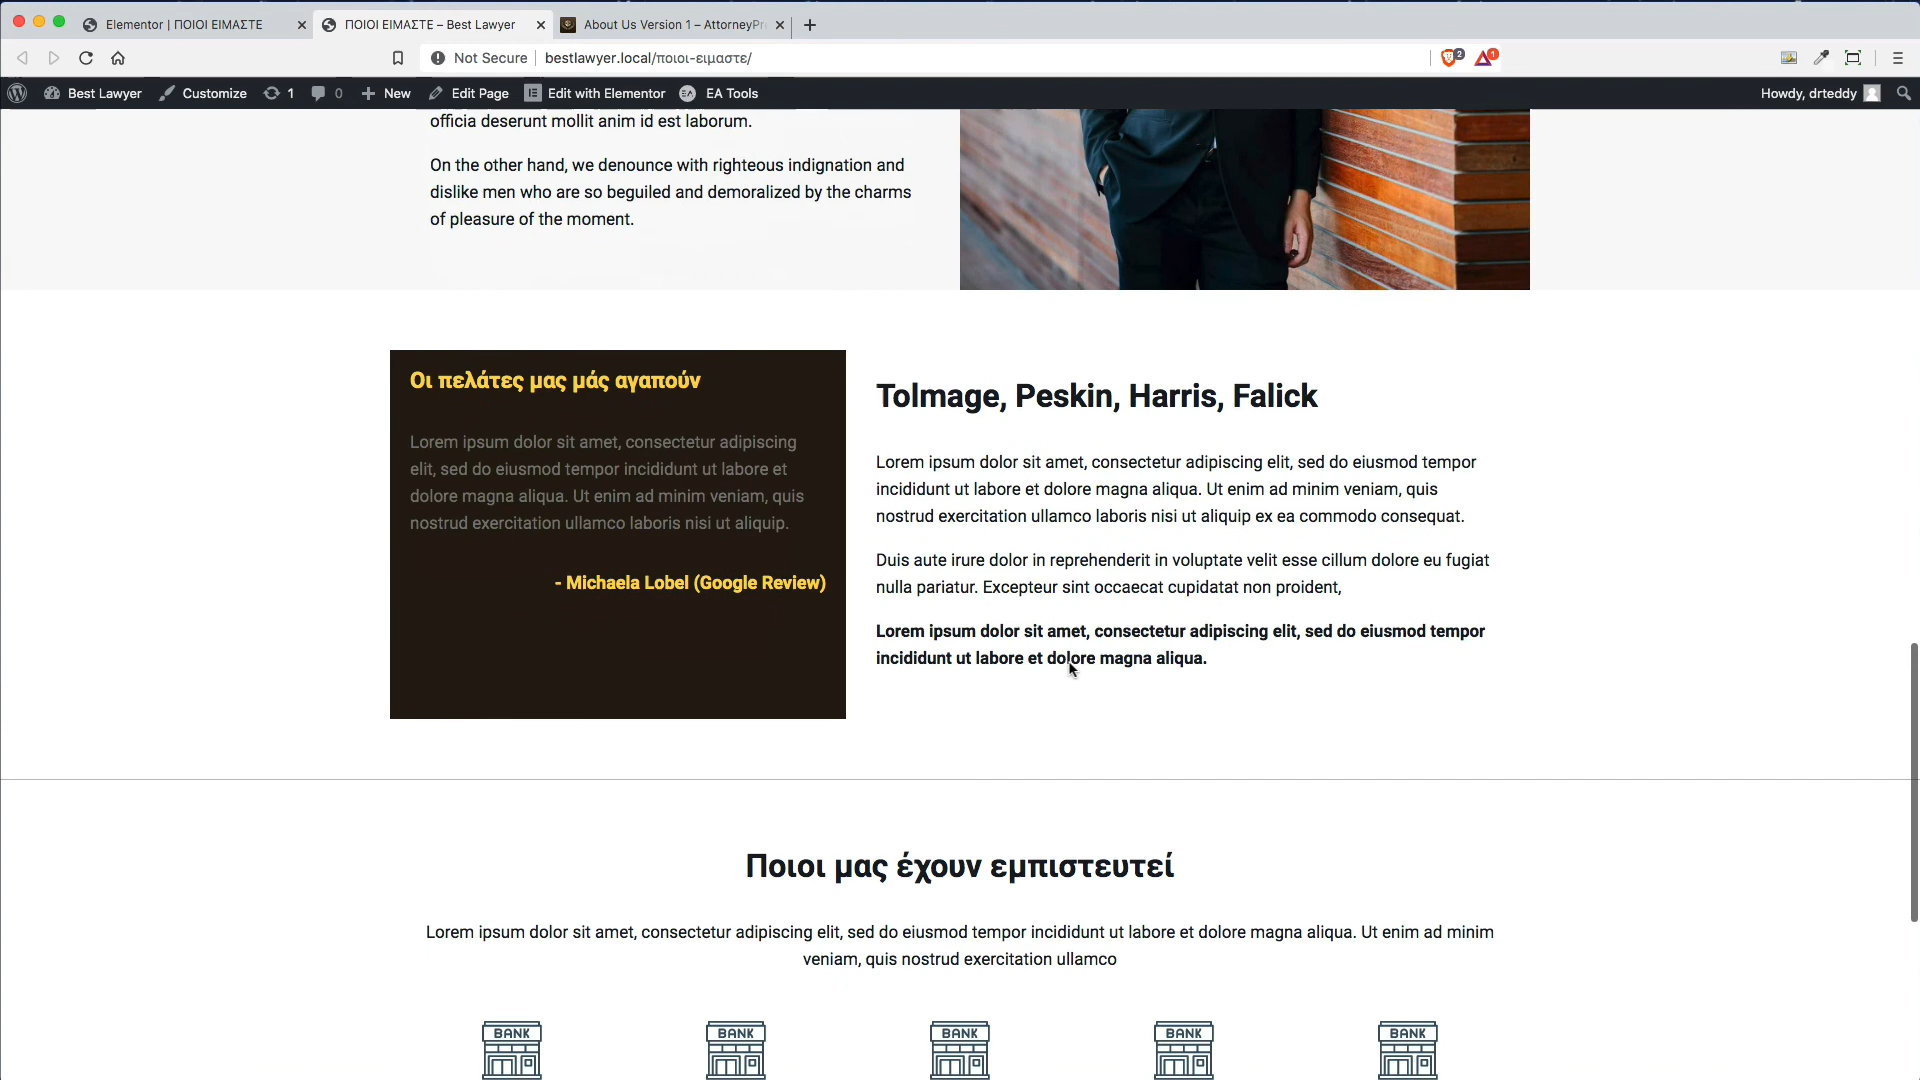 Elementor | ΠΟΙΟΙ ΕΙΜΑΣΤΕ
ΠΟΙΟΙ ΕΙΜΑΣΤΕ – Best Lawyer
About Us Version 1 – AttorneyPr
Not Secure
bestlawyer.local/ποιοι-ειμαστε/
2
1
Best Lawyer
Customize
1
0
New
Edit Page
Edit with Elementor
EA Tools
Howdy, drteddy
officia deserunt mollit anim id est laborum.
On the other hand, we denounce with righteous indignation and
dislike men who are so beguiled and demoralized by the charms
of pleasure of the moment.
Οι πελάτες μας μάς αγαπούν
Lorem ipsum dolor sit amet, consectetur adipiscing
elit, sed do eiusmod tempor incididunt ut labore et
dolore magna aliqua. Ut enim ad minim veniam, quis
nostrud exercitation ullamco laboris nisi ut aliquip.
- Michaela Lobel (Google Review)
Tolmage, Peskin, Harris, Falick
Lorem ipsum dolor sit amet, consectetur adipiscing elit, sed do eiusmod tempor
incididunt ut labore et dolore magna aliqua. Ut enim ad minim veniam, quis
nostrud exercitation ullamco laboris nisi ut aliquip ex ea commodo consequat.
Duis aute irure dolor in reprehenderit in voluptate velit esse cillum dolore eu fugiat
nulla pariatur. Excepteur sint occaecat cupidatat non proident,
Lorem ipsum dolor sit amet, consectetur adipiscing elit, sed do eiusmod tempor
incididunt ut labore et dolore magna aliqua.
Ποιοι μας έχουν εμπιστευτεί
Lorem ipsum dolor sit amet, consectetur adipiscing elit, sed do eiusmod tempor incididunt ut labore et dolore magna aliqua. Ut enim ad minim
veniam, quis nostrud exercitation ullamco
BANK BANK BANK BANK BANK